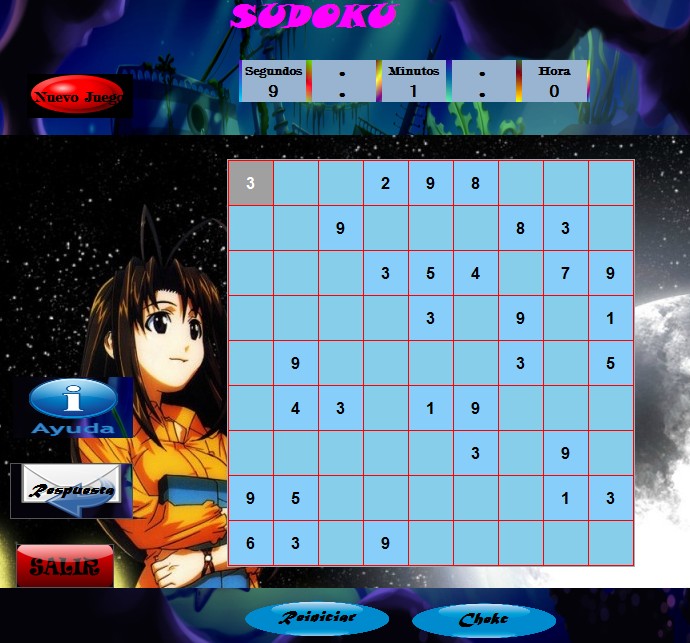 SUDOKU
Segundos : Minutos : Hora
9 1 0
Nuevo Juego
3 2 9 8
9 8 3
3 5 4 7 9
3 9 1
9 3 5
4 3 1 9
3 9
9 5 1 3
6 3 9
Ayuda
Respuesta
SALIR
Reiniciar
Chekt